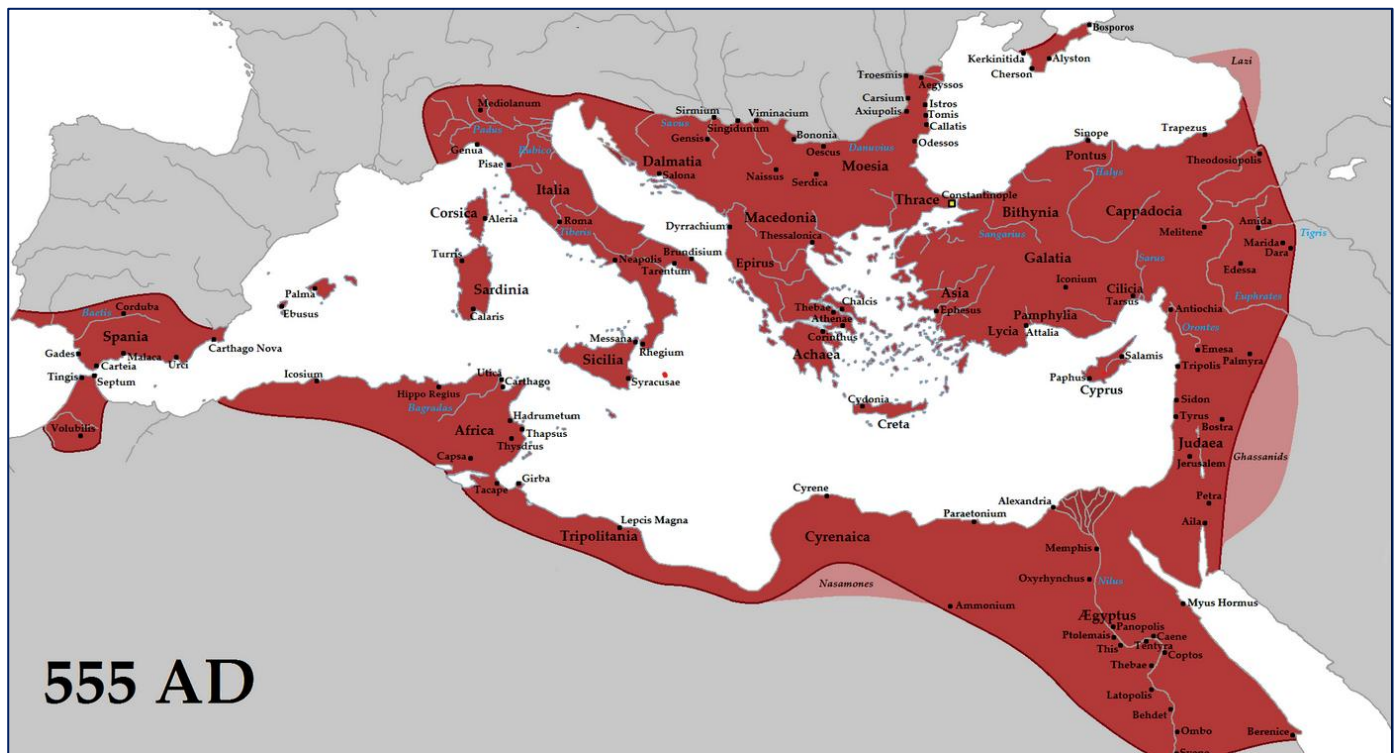 Bosporos
Kerkinitida
Alyston
Cherson
Lazi
Troesmis
Aegyssos
Carsium
Istros
Axiupolis
Tomis
Callatis
Odessos
Mediolanum
Padus
Genua
Rubico
Pisae
Sirmium
Viminacium
Savus
Singidunum
Gensis
Bononia
Oescus
Danuvius
Dalmatia
Moesia
Salona
Naissus
Serdica
Sinope
Trapezus
Pontus
Halys
Theodosiopolis
Italia
Corsica
Aleria
Roma
Tiberis
Thrace
Constantinople
Bithynia
Cappadocia
Macedonia
Dyrrachium
Thessalonica
Sangarius
Melitene
Amida
Tigris
Marida
Dara
Edessa
Turris
Neapolis
Brundisium
Tarentum
Epirus
Galatia
Sarus
Iconium
Cilicia
Tarsus
Euphrates
Palma
Ebusus
Sardinia
Calaris
Asia
Ephesus
Chalcis
Thebae
Athenae
Corinthus
Achaea
Lycia
Pamphylia
Attalia
Antiochia
Orontes
Corduba
Baetis
Spania
Carthago Nova
Gades
Malaca
Urci
Carteia
Tingis
Septum
Messana
Rhegium
Sicilia
Syracusae
Salamis
Paphus
Cyprus
Emesa
Palmyra
Tripolis
Icosium
Utica
Carthago
Hippo Regius
Bagradas
Cydonia
Creta
Sidon
Tyrus
Bostra
Judaea
Jerusalem
Ghassanids
Volubilis
Africa
Hadrumetum
Thapsus
Thysdrus
Capsa
Tacape
Girba
Lepcis Magna
Tripolitania
Cyrene
Cyrenaica
Paraetonium
Alexandria
Petra
Aila
Memphis
Nasamones
Oxyrhynchus
Nilus
Ammonium
Myus Hormus
Ægyptus
Panopolis
Ptolemais
Caene
This
Tentyra
Coptos
Thebae
Latopolis
Behdet
Ombo
Berenice
555 AD